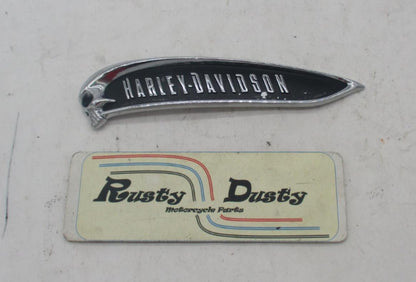 HARLEY-DAVIDSON
Rusty Dusty
Motorcycle Parts